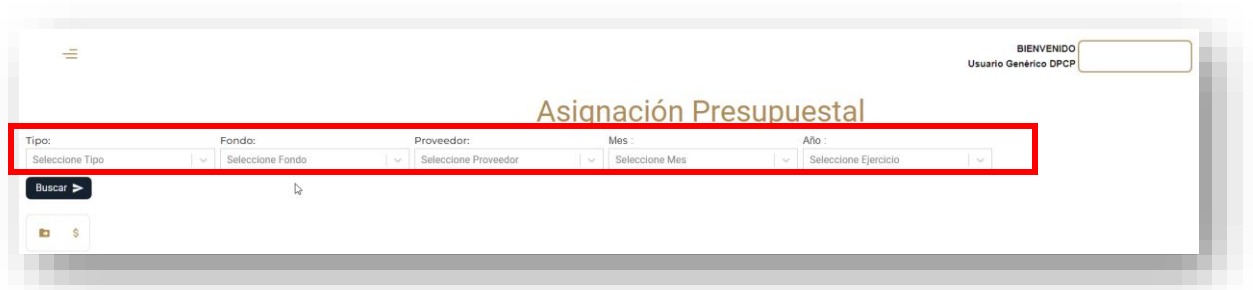 BIENVENIDO
Usuario Genérico DPCP
Asignación Presupuestal
Tipo: Fondo: Proveedor: Mes : Año :
Seleccione Tipo Seleccione Fondo Seleccione Proveedor Seleccione Mes Seleccione Ejercicio
Buscar
$